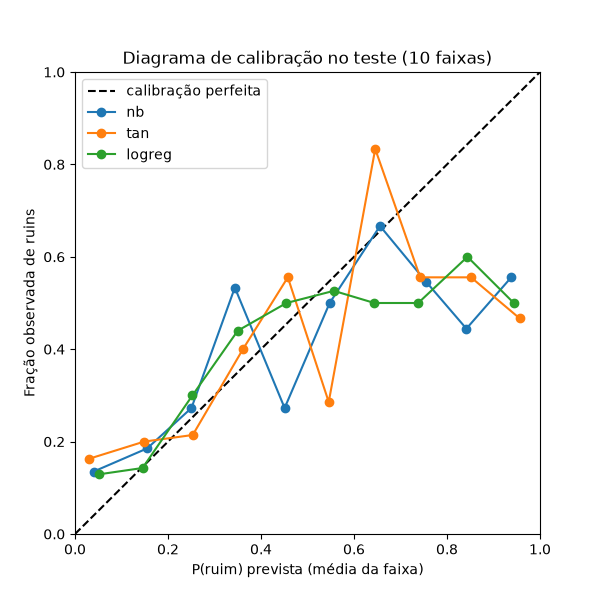 Diagrama de calibração no teste (10 faixas)
calibração perfeita
nb
tan
logreg
Fração observada de ruins
1.0
0.8
0.6
0.4
0.2
0.0
0.0 0.2 0.4 0.6 0.8 1.0
P(ruim) prevista (média da faixa)